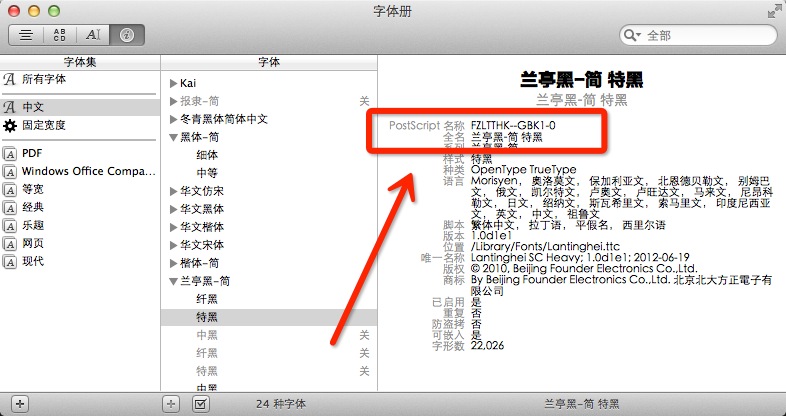 字体册
全部
字体集
字体
所有字体
中文
固定宽度
PDF
Windows Office Compa...
等宽
经典
乐趣
网页
现代
Kai
报隶-简 关
冬青黑体简体中文
黑体-简
细体
中等
华文仿宋
华文黑体
华文楷体
华文宋体
楷体-简
兰亭黑-简
纤黑
特黑
中黑 关
纤黑 关
特黑 关
中黑
兰亭黑-简 特黑
兰亭黑-简 特黑
PostScript 名称 FZLTTHK--GBK1-0
全名 兰亭黑-简 特黑
系列 兰亭黑-简
样式 特黑
种类 OpenType TrueType
语言 Morisyen， 奧洛莫文， 保加利亚文， 北恩德贝勒文， 别姆巴
文， 俄文， 凯尔特文， 卢奧文， 卢旺达文， 马来文， 尼昂科
勒文， 日文， 绍纳文， 斯瓦希里文， 索马里文， 印度尼西亚
文， 英文， 中文， 祖鲁文
脚本 繁体中文， 拉丁语， 平假名， 西里尔语
版本 1.0d1e1
位置 /Library/Fonts/Lantinghei.ttc
唯一名称 Lantinghei SC Heavy; 1.0d1e1; 2012-06-19
版权 © 2010, Beijing Founder Electronics Co.,Ltd.
商标 By Beijing Founder Electronics Co.,Ltd. 北京北大方正電子有
限公司
已启用 是
重复 否
防盗拷 否
可嵌入 是
字形数 22,026
24 种字体
兰亭黑-简 特黑